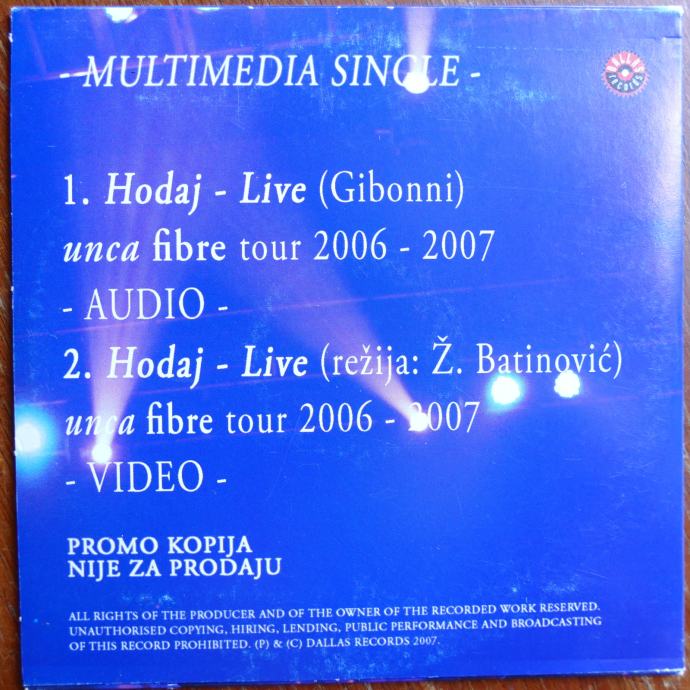 - MULTIMEDIA SINGLE -
DALLAS RECORDS
1. Hodaj - Live (Gibonni)
unca fibre tour 2006 - 2007
- AUDIO -
2. Hodaj - Live (režija: Ž. Batinović)
unca fibre tour 2006 - 2007
- VIDEO -
PROMO KOPIJA
NIJE ZA PRODAJU
ALL RIGHTS OF THE PRODUCER AND OF THE OWNER OF THE RECORDED WORK RESERVED.
UNAUTHORISED COPYING, HIRING, LENDING, PUBLIC PERFORMANCE AND BROADCASTING
OF THIS RECORD PROHIBITED. (P) & (C) DALLAS RECORDS 2007.